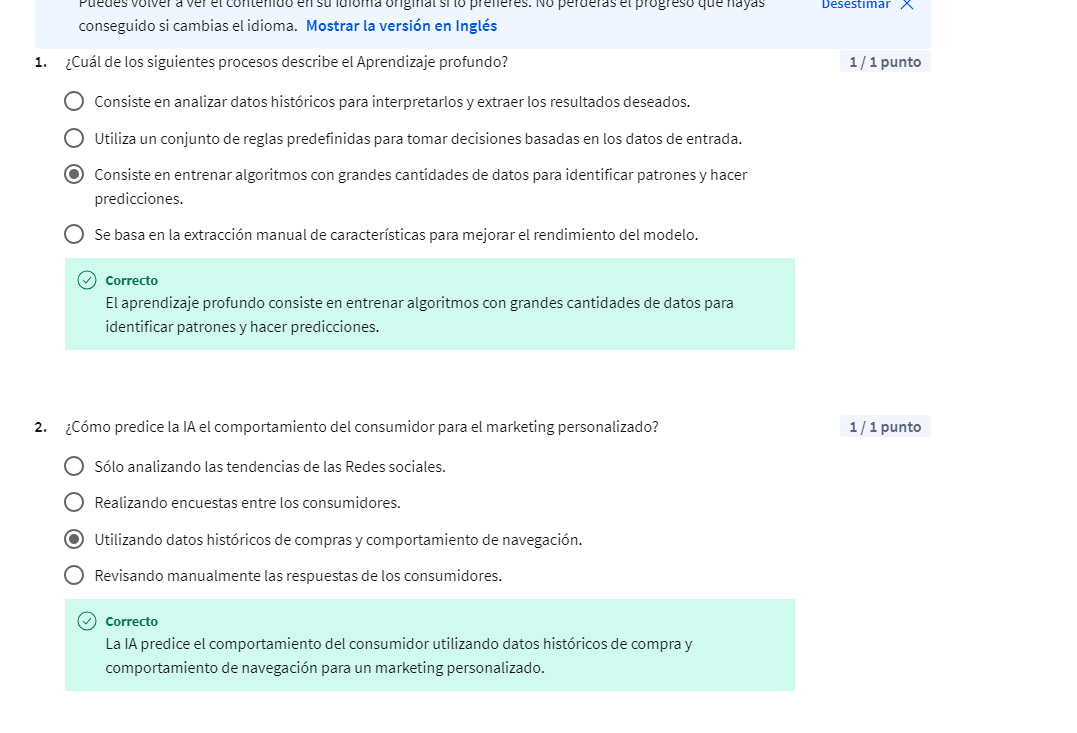 Puedes volver a ver el contenido en su idioma original si lo prefieres. No perderás el progreso que hayas
Desestimar
conseguido si cambias el idioma. Mostrar la versión en Inglés
1. ¿Cuál de los siguientes procesos describe el Aprendizaje profundo?
1 / 1 punto
Consiste en analizar datos históricos para interpretarlos y extraer los resultados deseados.
Utiliza un conjunto de reglas predefinidas para tomar decisiones basadas en los datos de entrada.
Consiste en entrenar algoritmos con grandes cantidades de datos para identificar patrones y hacer
predicciones.
Se basa en la extracción manual de características para mejorar el rendimiento del modelo.
Correcto
El aprendizaje profundo consiste en entrenar algoritmos con grandes cantidades de datos para
identificar patrones y hacer predicciones.
2. ¿Cómo predice la IA el comportamiento del consumidor para el marketing personalizado?
1 / 1 punto
Sólo analizando las tendencias de las Redes sociales.
Realizando encuestas entre los consumidores.
Utilizando datos históricos de compras y comportamiento de navegación.
Revisando manualmente las respuestas de los consumidores.
Correcto
La IA predice el comportamiento del consumidor utilizando datos históricos de compra y
comportamiento de navegación para un marketing personalizado.